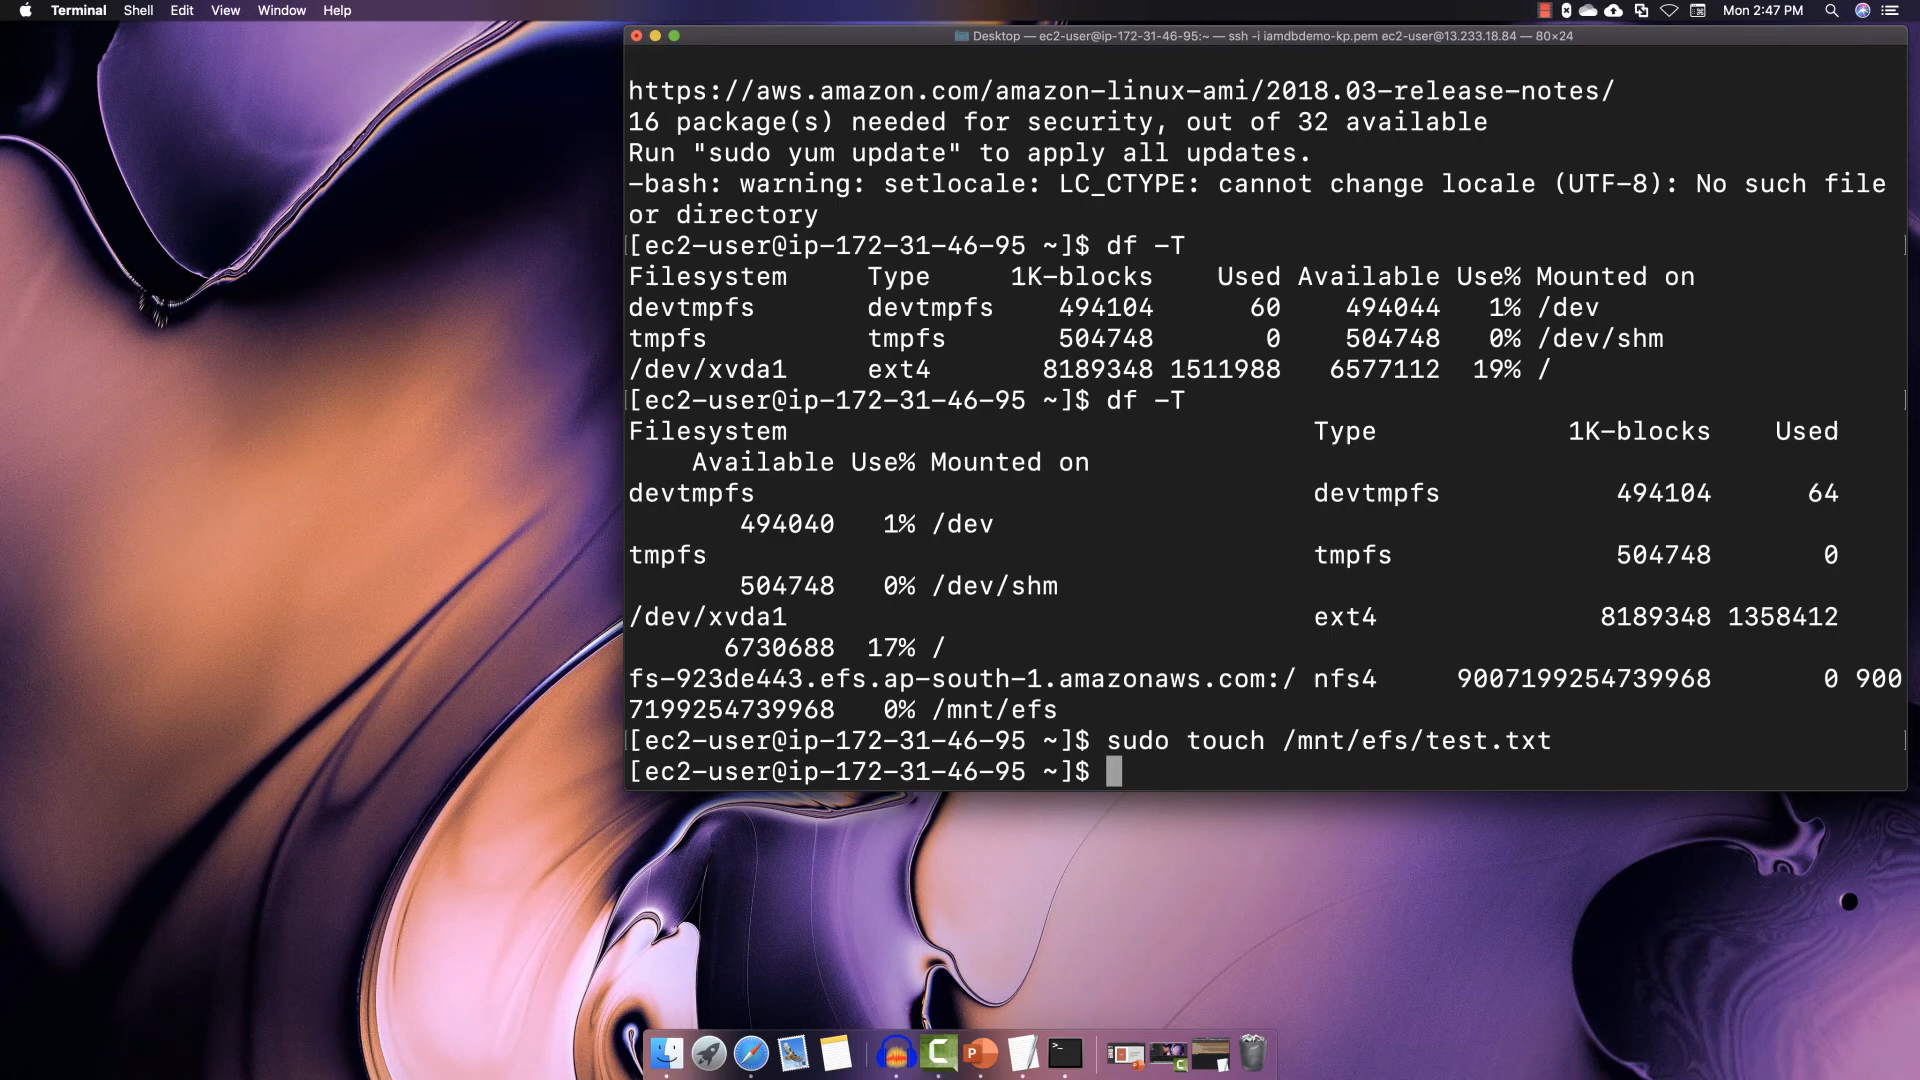 Terminal Shell Edit View Window Help Mon 2:47 PM
Desktop — ec2-user@ip-172-31-46-95:~ — ssh -i iamdbdemo-kp.pem ec2-user@13.233.18.84 — 80×24
https://aws.amazon.com/amazon-linux-ami/2018.03-release-notes/
16 package(s) needed for security, out of 32 available
Run "sudo yum update" to apply all updates.
-bash: warning: setlocale: LC_CTYPE: cannot change locale (UTF-8): No such file
or directory
[ec2-user@ip-172-31-46-95 ~]$ df -T
Filesystem     Type     1K-blocks    Used Available Use% Mounted on
devtmpfs       devtmpfs    494104      60    494044   1% /dev
tmpfs          tmpfs       504748       0    504748   0% /dev/shm
/dev/xvda1     ext4       8189348 1511988   6577112  19% /
[ec2-user@ip-172-31-46-95 ~]$ df -T
Filesystem                                 Type            1K-blocks    Used
    Available Use% Mounted on
devtmpfs                                   devtmpfs           494104      64
       494040   1% /dev
tmpfs                                      tmpfs              504748       0
       504748   0% /dev/shm
/dev/xvda1                                 ext4              8189348 1358412
      6730688  17% /
fs-923de443.efs.ap-south-1.amazonaws.com:/ nfs4     9007199254739968       0 900
7199254739968   0% /mnt/efs
[ec2-user@ip-172-31-46-95 ~]$ sudo touch /mnt/efs/test.txt
[ec2-user@ip-172-31-46-95 ~]$